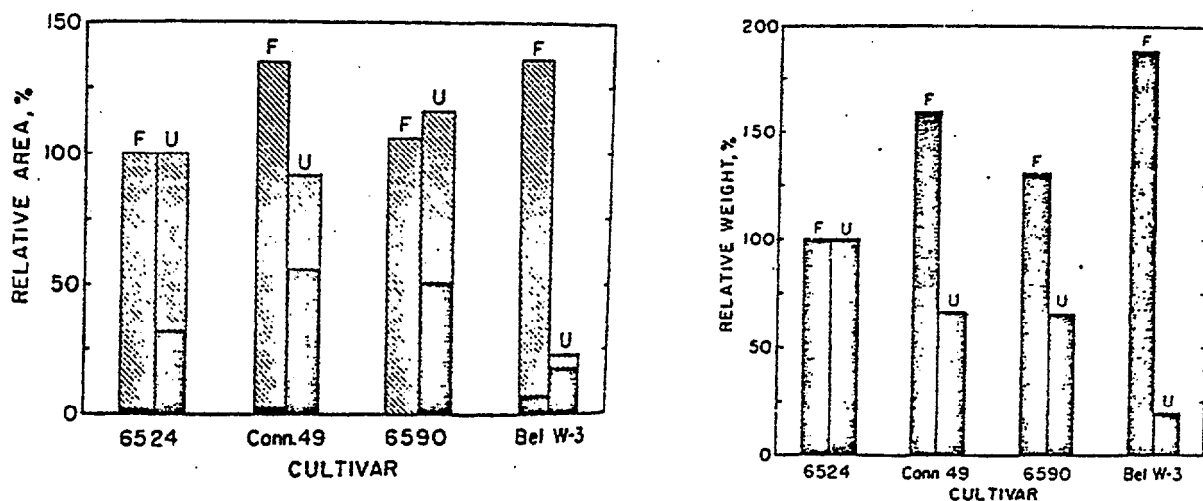 RELATIVE AREA, %
150
100
50
0
F U
F U
F U
F U
6524 Conn. 49 6590 Bel W-3
CULTIVAR
RELATIVE WEIGHT, %
200
150
100
50
0
F U
F U
F U
F U
6524 Conn 49 6590 Bel W-3
CULTIVAR